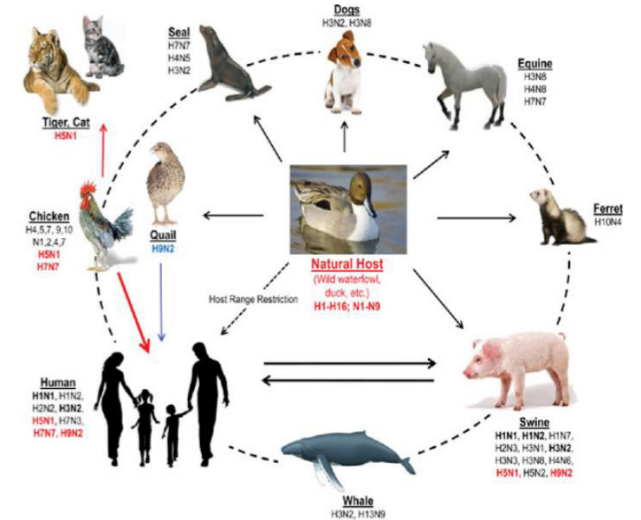 Dogs
H3N2, H3N8
Seal
H7N7
H4N5
H3N2
Equine
H3N8
H4N8
H7N7
Tiger, Cat
H5N1
Chicken
H4,5,7, 9,10
N1,2,4,7
H5N1
H7N7
Quail
H9N2
Natural Host
(Wild waterfowl,
duck, etc.)
H1-H16; N1-N9
Ferret
H10N4
Host Range Restriction
Human
H1N1, H1N2,
H2N2, H3N2,
H5N1, H7N3,
H7N7, H9N2
Swine
H1N1, H1N2, H1N7,
H2N3, H3N1, H3N2,
H3N3, H3N8, H4N6,
H5N1, H5N2, H9N2
Whale
H3N2, H13N9